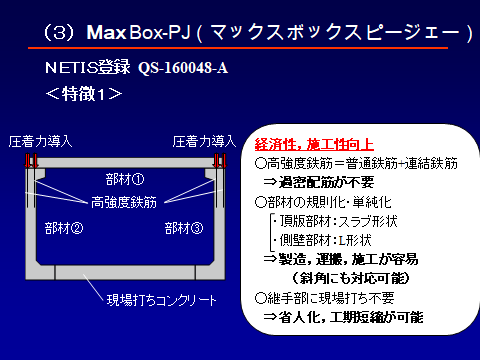 （3）MaxBox-PJ（マックスボックスピージェー）
NETIS登録 QS-160048-A
＜特徴1＞
圧着力導入
圧着力導入
部材①
高強度鉄筋
部材②
部材③
現場打ちコンクリート
経済性，施工性向上
○高強度鉄筋＝普通鉄筋+連結鉄筋
⇒過密配筋が不要
○部材の規則化・単純化
・頂版部材：スラブ形状
・側壁部材：L形状
⇒製造，運搬，施工が容易
（斜角にも対応可能）
○継手部に現場打ち不要
⇒省人化，工期短縮が可能